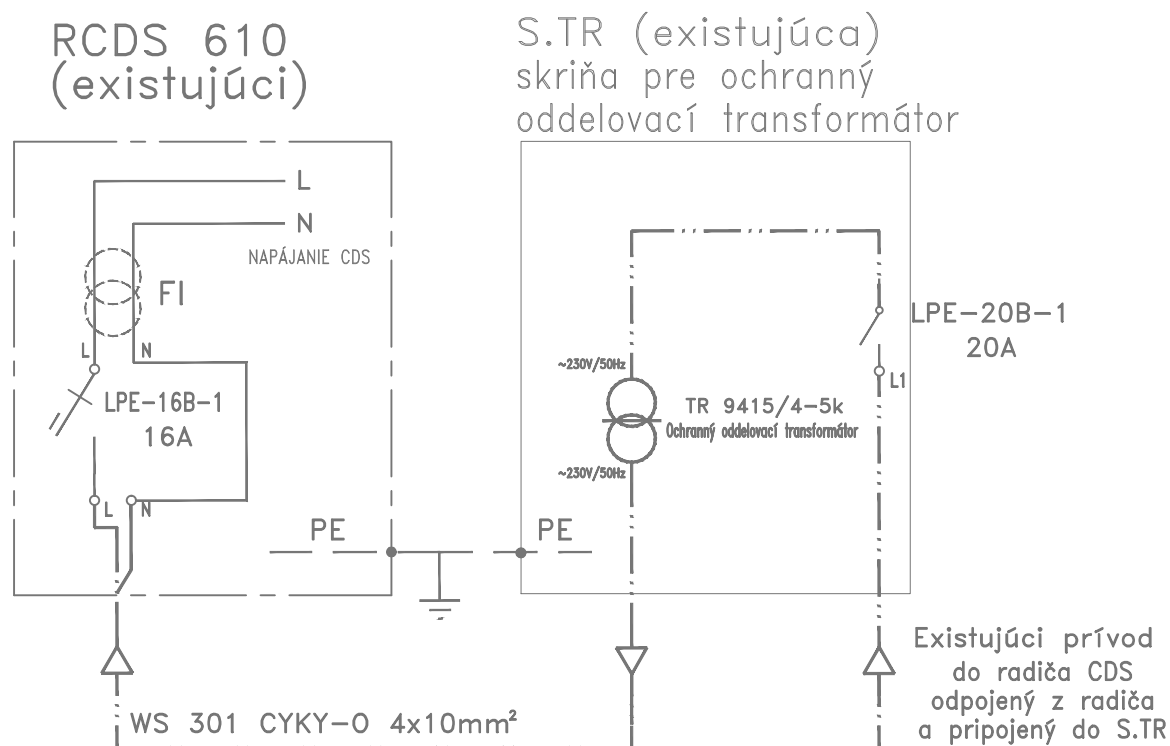 RCDS 610
(existujúci)
S.TR (existujúca)
skriňa pre ochranný
oddelovací transformátor
L
N
NAPÁJANIE CDS
FI
L
N
LPE-16B-1
16A
L
N
PE
PE
~230V/50Hz
TR 9415/4-5k
Ochranný oddelovací transformátor
~230V/50Hz
LPE-20B-1
20A
L1
WS 301 CYKY-O 4x10mm²
Existujúci prívod
do radiča CDS
odpojený z radiča
a pripojený do S.TR